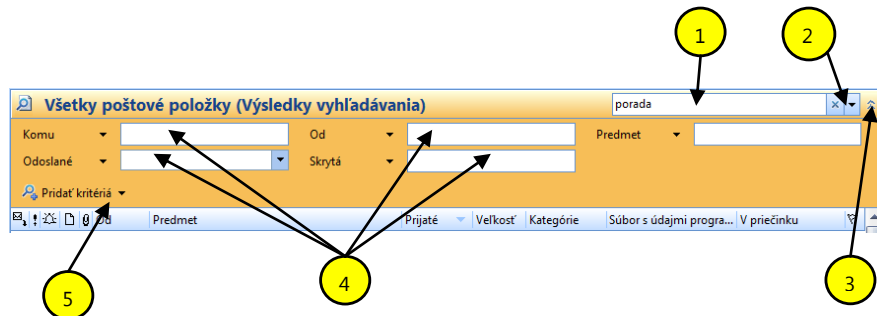 1 2
Všetky poštové položky (Výsledky vyhľadávania) porada
Komu Od Predmet
Odoslané Skrytá
Pridať kritériá
Od Predmet Prijaté Veľkosť Kategórie Súbor s údajmi progra... V priečinku
5 4 3